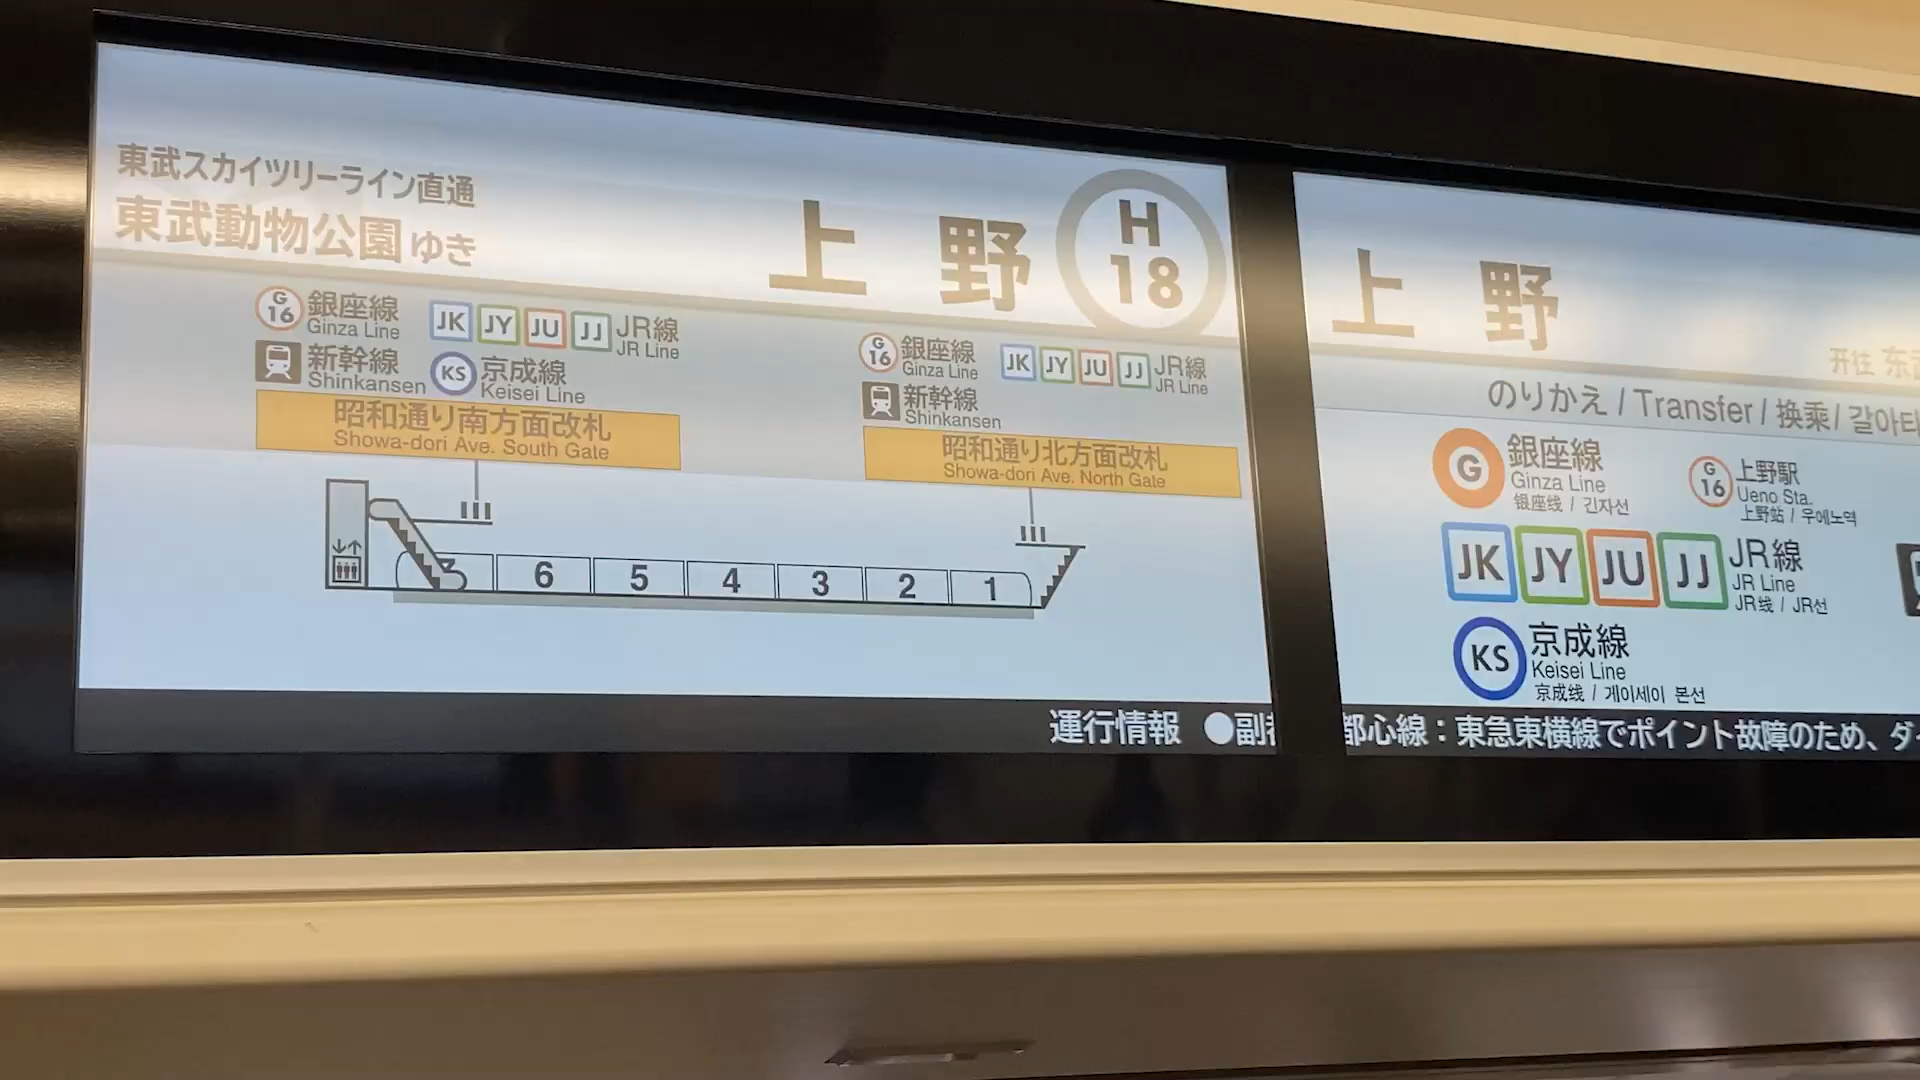 東武スカイツリーライン直通
東武動物公園 ゆき
上野
H
18
G
16
銀座線
Ginza Line
JK JY JU JJ JR線
JR Line
新幹線
Shinkansen
KS 京成線
Keisei Line
昭和通り南方面改札
Showa-dori Ave. South Gate
G
16
銀座線
Ginza Line
JK JY JU JJ JR線
JR Line
新幹線
Shinkansen
昭和通り北方面改札
Showa-dori Ave. North Gate
6 5 4 3 2 1
上野
开往 东
のりかえ / Transfer / 换乘 / 갈아타
G 銀座線
Ginza Line
银座线 / 긴자선
G
16
上野駅
Ueno Sta.
上野站 / 우에노역
JK JY JU JJ JR線
JR Line
JR线 / JR선
KS 京成線
Keisei Line
京成线 / 게이세이 본선
運行情報 ●副都心線：東急東横線でポイント故障のため、ダ